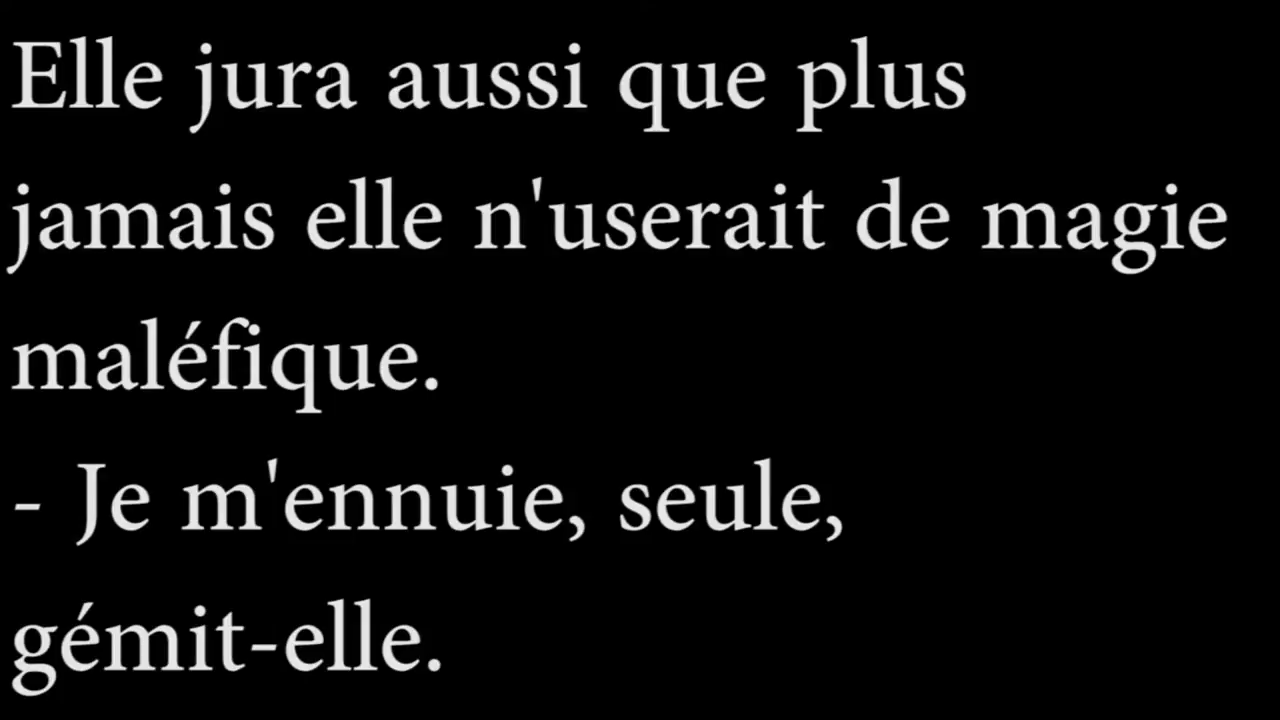 Elle jura aussi que plus
jamais elle n'userait de magie
maléfique.
- Je m'ennuie, seule,
gémit-elle.